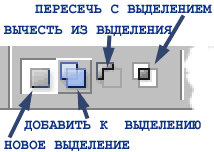 ПЕРЕСЕЧЬ С ВЫДЕЛЕНИЕМ
ВЫЧЕСТЬ ИЗ ВЫДЕЛЕНИЯ
ДОБАВИТЬ К ВЫДЕЛЕНИЮ
НОВОЕ ВЫДЕЛЕНИЕ